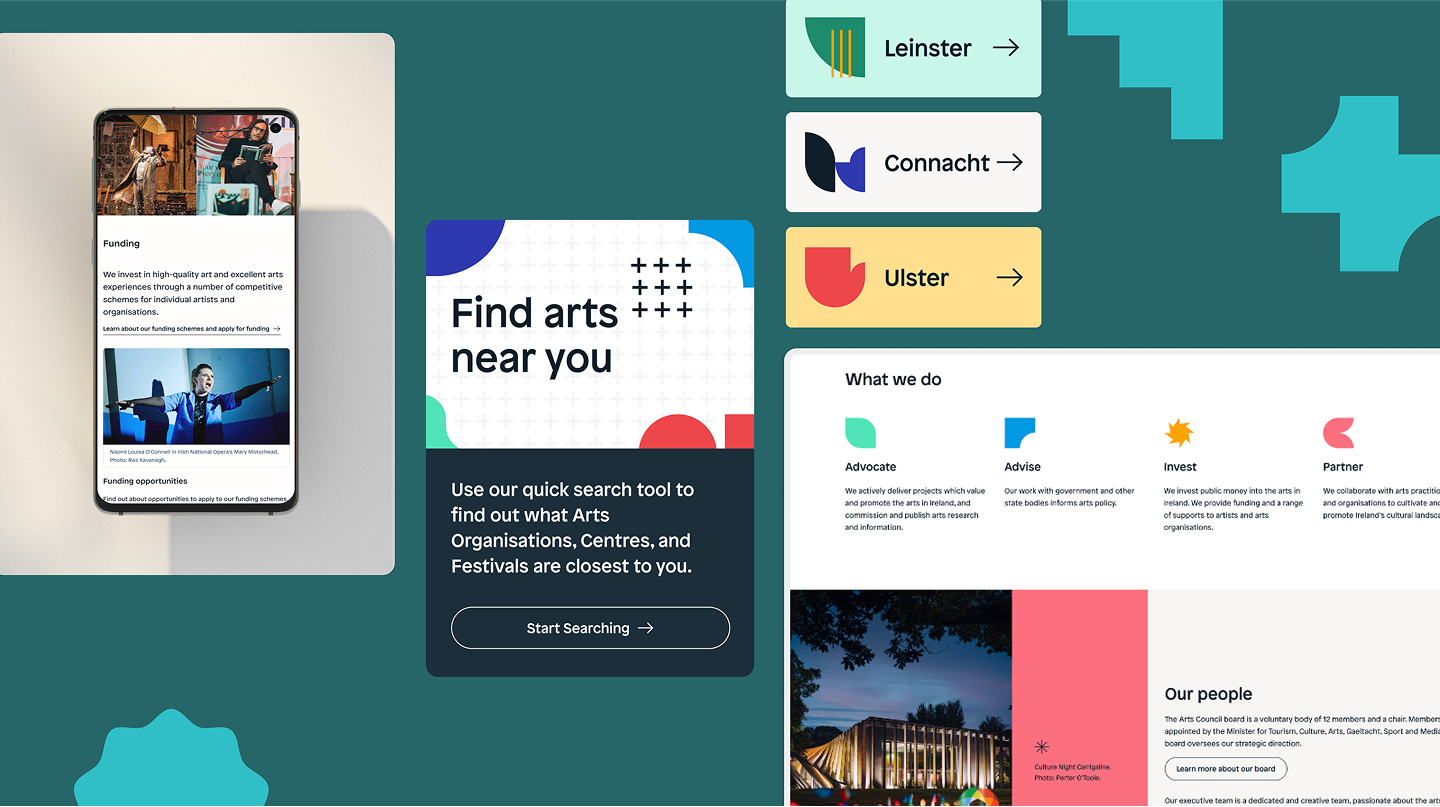 Funding
We invest in high-quality art and excellent arts
experiences through a number of competitive
schemes for individual artists and
organisations.
Learn about our funding schemes and apply for funding →
Naomi Louisa O'Connell in Irish National Opera's Mary Motorhead.
Photo: Ros Kavanagh.
Funding opportunities
Find out about opportunities to apply to our funding schemes
Find arts
near you
Use our quick search tool to
find out what Arts
Organisations, Centres, and
Festivals are closest to you.
Start Searching →
Leinster →
Connacht →
Ulster →
What we do
Advocate
We actively deliver projects which value
and promote the arts in Ireland, and
commission and publish arts research
and information.
Advise
Our work with government and other
state bodies informs arts policy.
Invest
We invest public money into the arts in
Ireland. We provide funding and a range
of supports to artists and arts
organisations.
Partner
We collaborate with arts practitio
and organisations to cultivate and
promote Ireland's cultural landsca
Culture Night Carrigaline.
Photo: Perter O'Toole.
Our people
The Arts Council board is a voluntary body of 12 members and a chair. Members
appointed by the Minister for Tourism, Culture, Arts, Gaeltacht, Sport and Media
board oversees our strategic direction.
Learn more about our board
Our executive team is a dedicated and creative team, passionate about the arts